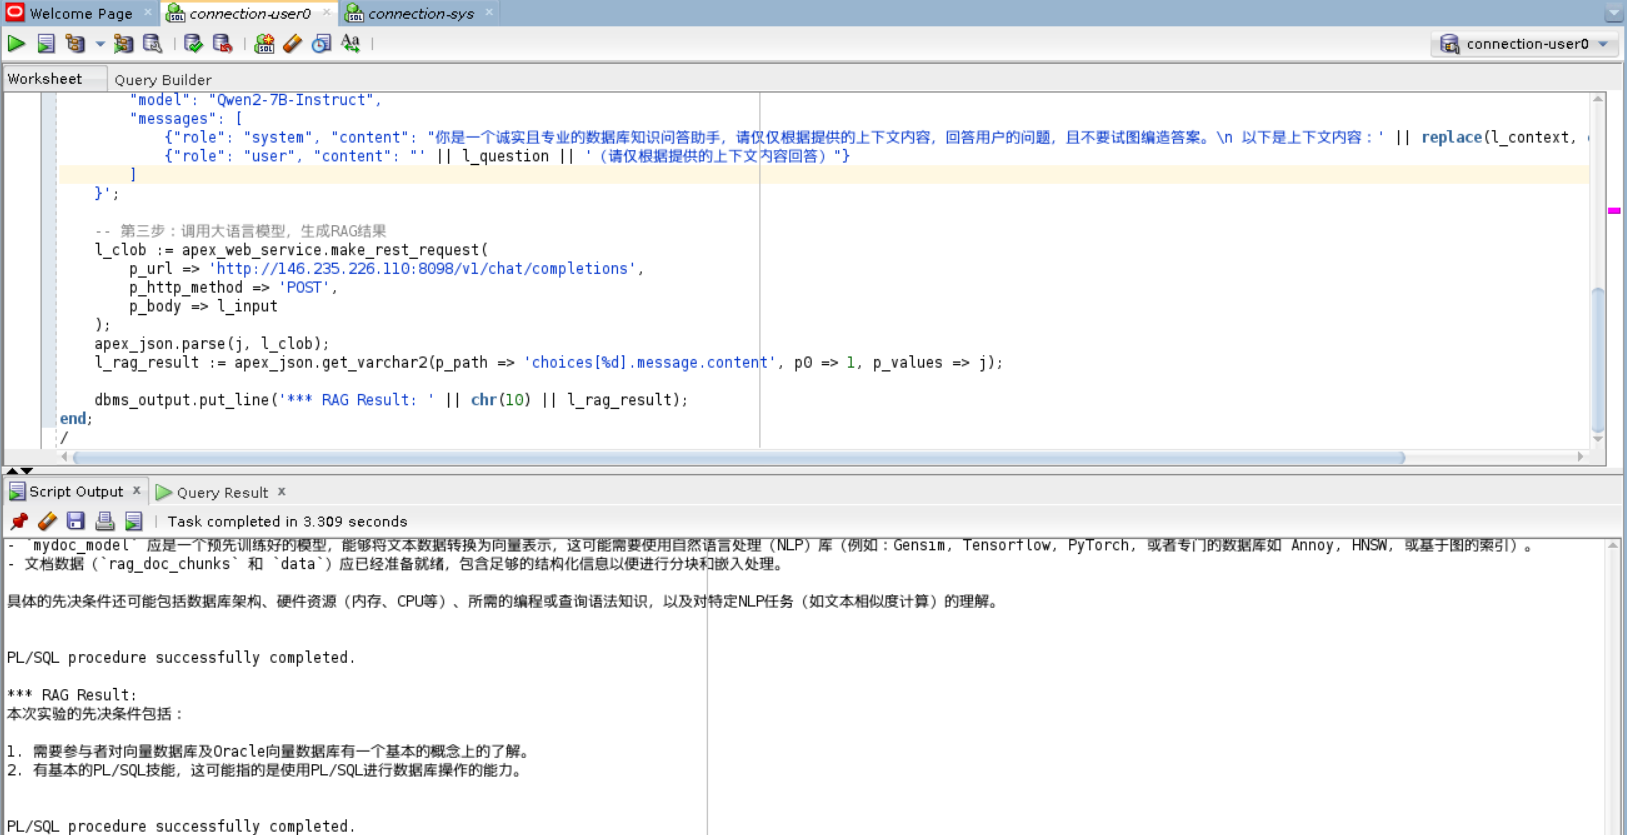 Welcome Page
connection-user0
connection-sys
connection-user0
Worksheet
Query Builder
"model": "Qwen2-7B-Instruct",
"messages": [
{"role": "system", "content": "你是一个诚实且专业的数据库知识问答助手，请仅仅根据提供的上下文内容，回答用户的问题，且不要试图编造答案。\n 以下是上下文内容：' || replace(l_context,
{"role": "user", "content": "' || l_question || '（请仅根据提供的上下文内容回答）"}
]
}';
-- 第三步：调用大语言模型，生成RAG结果
l_clob := apex_web_service.make_rest_request(
p_url => 'http://146.235.226.110:8098/v1/chat/completions',
p_http_method => 'POST',
p_body => l_input
);
apex_json.parse(j, l_clob);
l_rag_result := apex_json.get_varchar2(p_path => 'choices[%d].message.content', p0 => 1, p_values => j);
dbms_output.put_line('*** RAG Result: ' || chr(10) || l_rag_result);
end;
/
Script Output
Query Result
Task completed in 3.309 seconds
- `mydoc_model` 应是一个预先训练好的模型，能够将文本数据转换为向量表示，这可能需要使用自然语言处理（NLP）库（例如：Gensim, Tensorflow, PyTorch, 或者专门的数据库如 Annoy, HNSW, 或基于图的索引）。
- 文档数据（`rag_doc_chunks` 和 `data`）应已经准备就绪，包含足够的结构化信息以便进行分块和嵌入处理。
具体的先决条件还可能包括数据库架构、硬件资源（内存、CPU等）、所需的编程或查询语法知识，以及对特定NLP任务（如文本相似度计算）的理解。
PL/SQL procedure successfully completed.
*** RAG Result:
本次实验的先决条件包括：
1. 需要参与者对向量数据库及Oracle向量数据库有一个基本的概念上的了解。
2. 有基本的PL/SQL技能，这可能指的是使用PL/SQL进行数据库操作的能力。
PL/SQL procedure successfully completed.